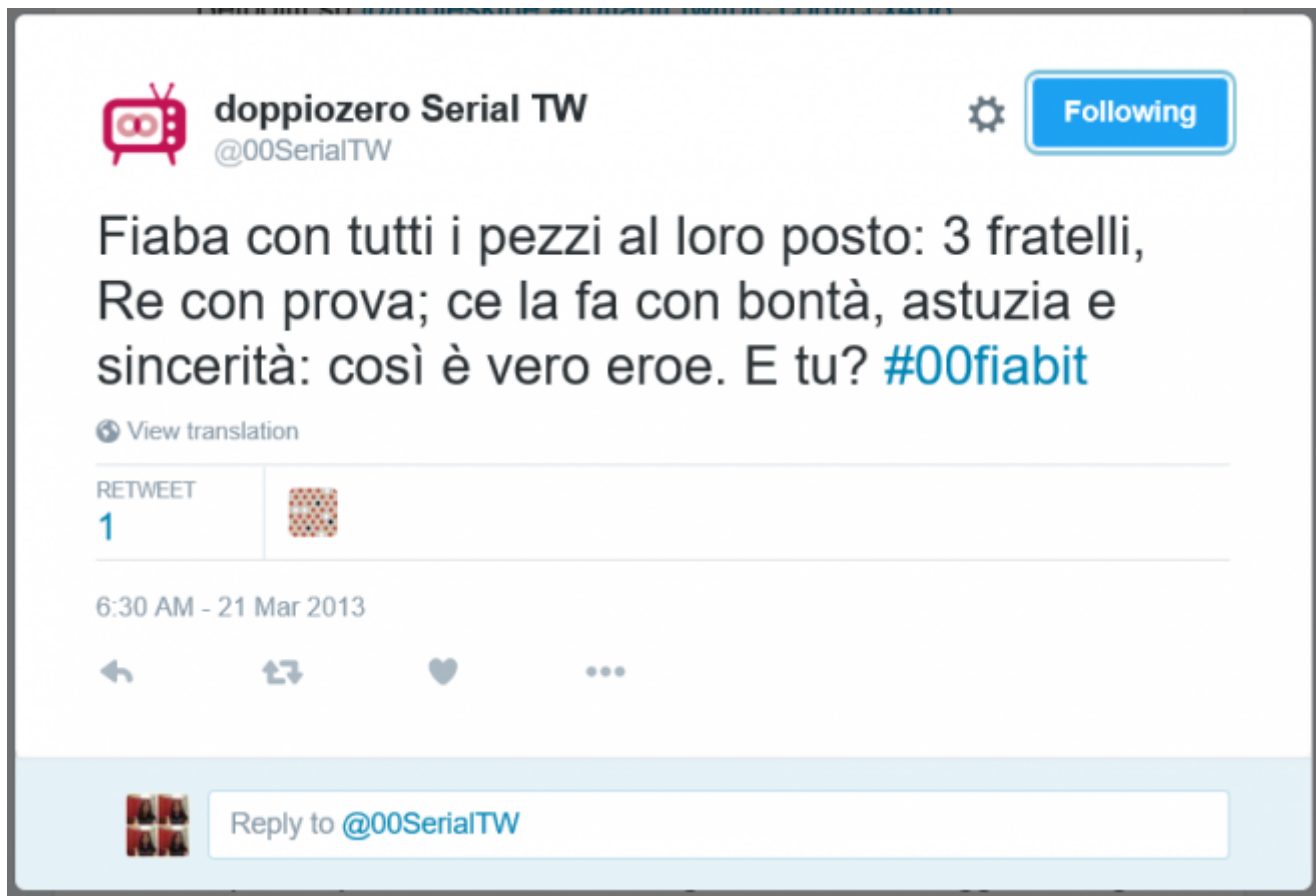 doppiozero Serial TW
@00SerialTW
Following
Fiaba con tutti i pezzi al loro posto: 3 fratelli,
Re con prova; ce la fa con bontà, astuzia e
sincerità: così è vero eroe. E tu? #00fiabit
View translation
RETWEET
1
6:30 AM - 21 Mar 2013
Reply to @00SerialTW